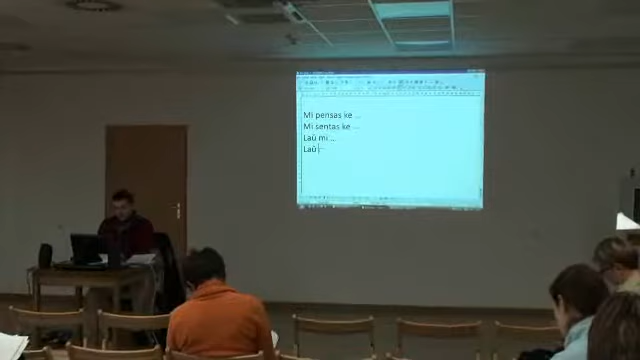 Mi pensas ke ...
Mi sentas ke ...
Laŭ mi ...
Laŭ ...